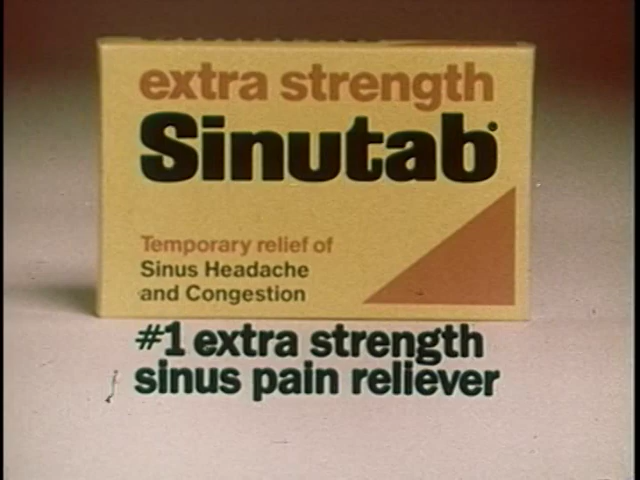 extra strength
Sinutab
Temporary relief of
Sinus Headache
and Congestion
#1 extra strength
sinus pain reliever